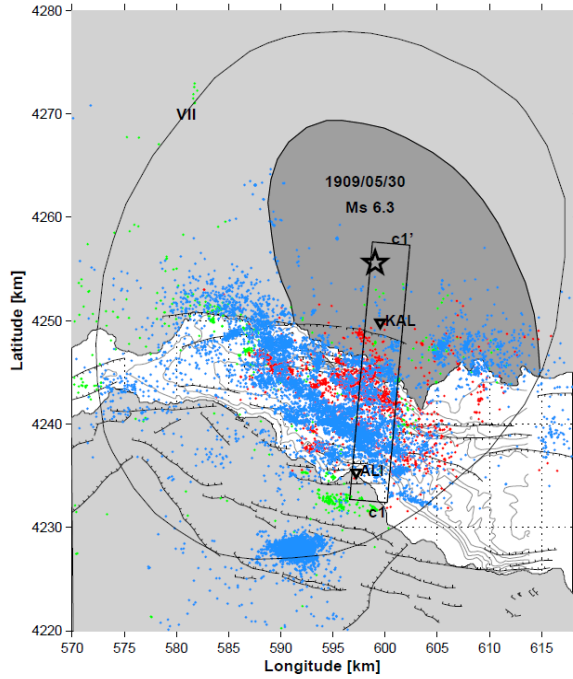 4280
4270
4260
4250
4240
4230
4220
Latitude [km]
VII
1909/05/30
Ms 6.3
c1'
KAL
ALI
c1
570 575 580 585 590 595 600 605 610 615
Longitude [km]